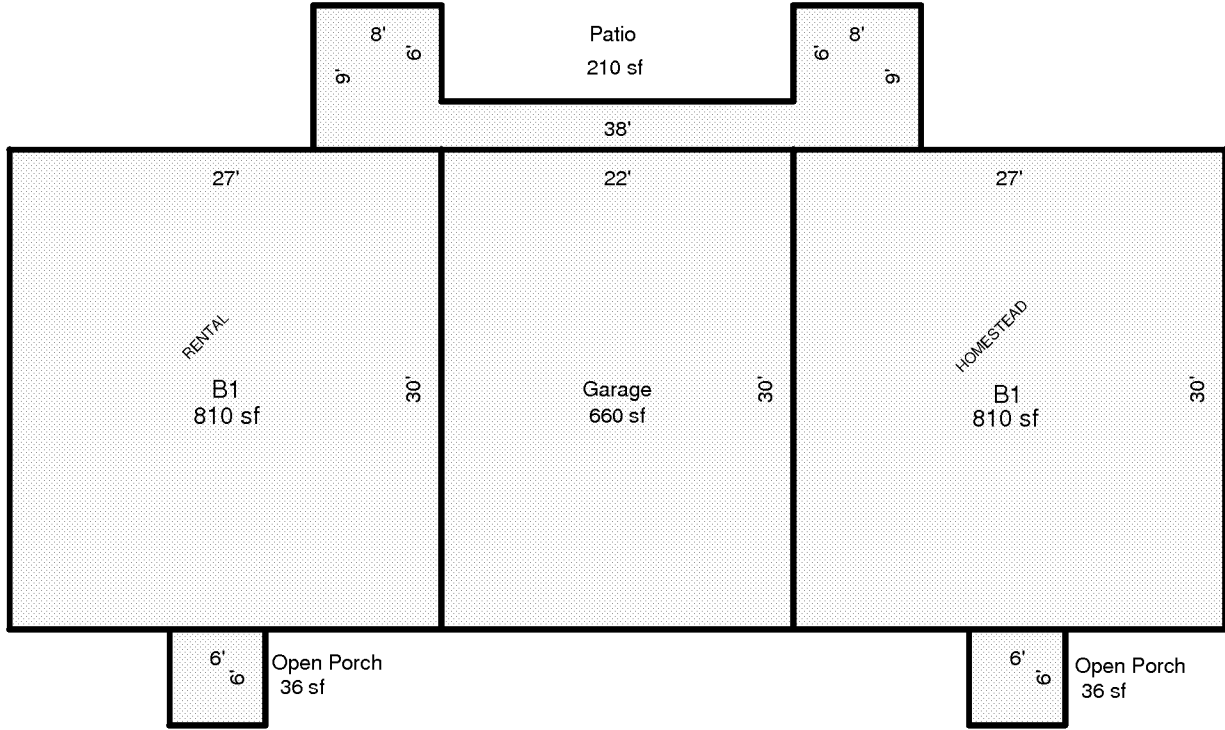 8'
6'
9'
Patio
210 sf
8'
6'
9'
38'
27'
22'
27'
RENTAL
B1
810 sf
30'
Garage
660 sf
30'
HOMESTEAD
B1
810 sf
30'
6'
6'
Open Porch
36 sf
6'
6'
Open Porch
36 sf